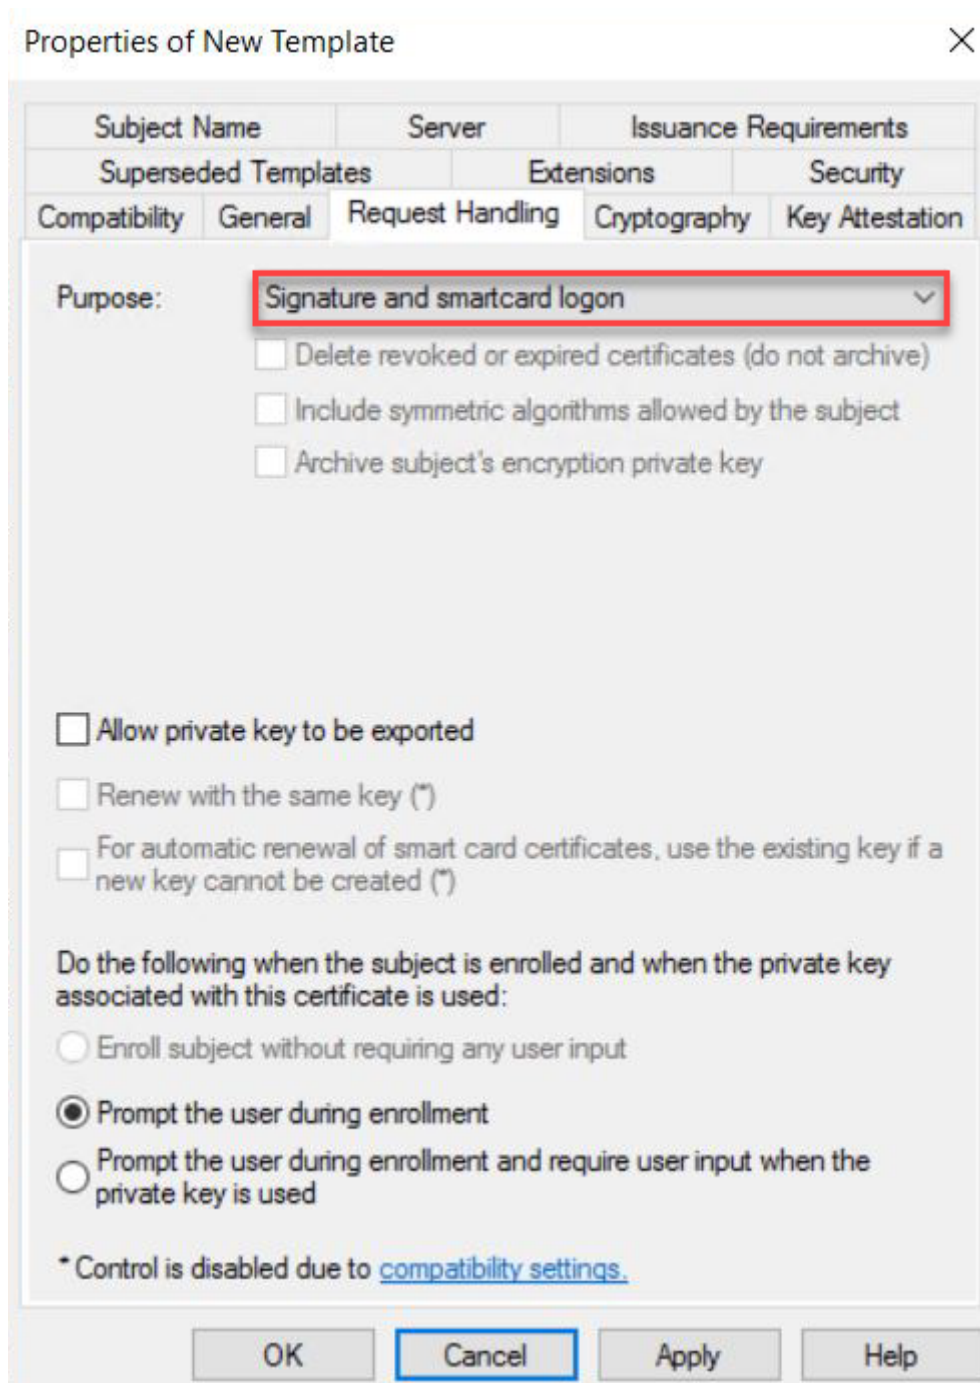 Properties of New Template
Subject Name Server Issuance Requirements
Superseded Templates Extensions Security
Compatibility General Request Handling Cryptography Key Attestation
Purpose: Signature and smartcard logon
Delete revoked or expired certificates (do not archive)
Include symmetric algorithms allowed by the subject
Archive subject's encryption private key
Allow private key to be exported
Renew with the same key (*)
For automatic renewal of smart card certificates, use the existing key if a
new key cannot be created (*)
Do the following when the subject is enrolled and when the private key
associated with this certificate is used:
Enroll subject without requiring any user input
Prompt the user during enrollment
Prompt the user during enrollment and require user input when the
private key is used
* Control is disabled due to compatibility settings.
OK Cancel Apply Help